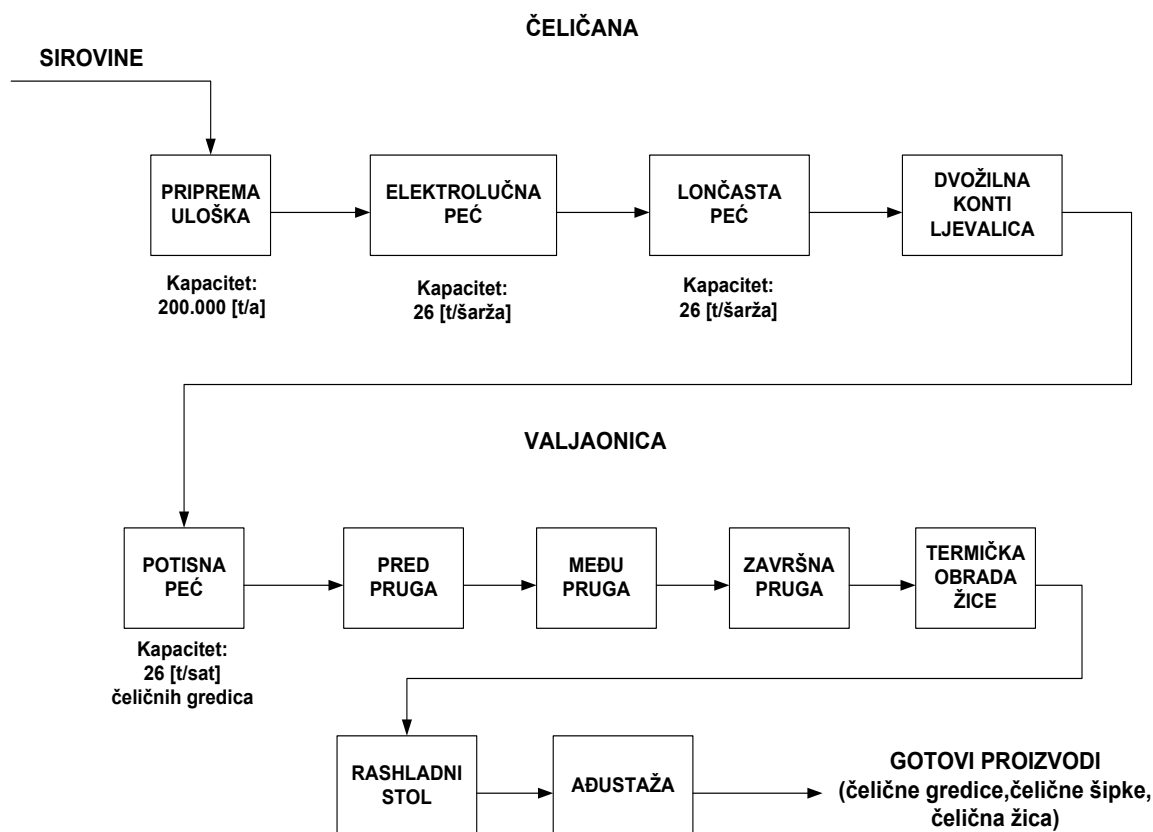 ČELIČANA
SIROVINE
PRIPREMA
ULOŠKA
Kapacitet:
200.000 [t/a]
ELEKTROLUČNA
PEĆ
Kapacitet:
26 [t/šarža]
LONČASTA
PEĆ
Kapacitet:
26 [t/šarža]
DVOŽILNA
KONTI
LJEVALICA
VALJAONICA
POTISNA
PEĆ
Kapacitet:
26 [t/sat]
čeličnih gredica
PRED
PRUGA
MEĐU
PRUGA
ZAVRŠNA
PRUGA
TERMIČKA
OBRADA
ŽICE
RASHLADNI
STOL
AĐUSTAŽA
GOTOVI PROIZVODI
(čelične gredice,čelične šipke,
čelična žica)